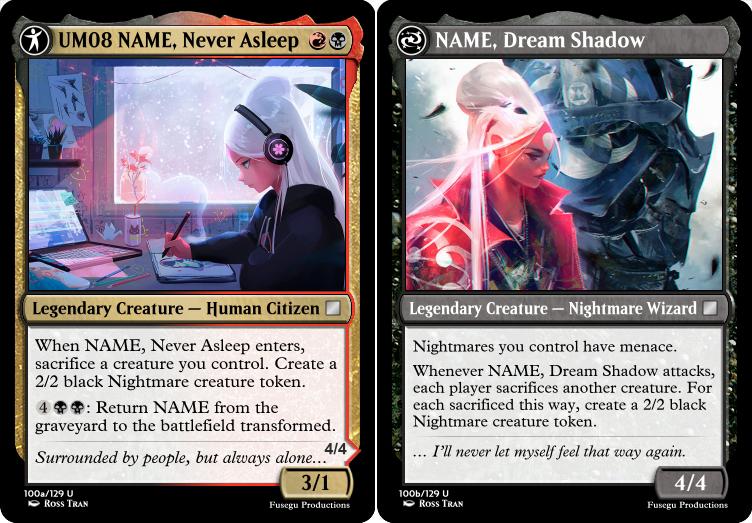 UM08 NAME, Never Asleep
Legendary Creature — Human Citizen
When NAME, Never Asleep enters,
sacrifice a creature you control. Create a
2/2 black Nightmare creature token.
4: Return NAME from the
graveyard to the battlefield transformed.
Surrounded by people, but always alone…
4/4
3/1
100a/129 U
Ross Tran
Fusegu Productions
NAME, Dream Shadow
Legendary Creature — Nightmare Wizard
Nightmares you control have menace.
Whenever NAME, Dream Shadow attacks,
each player sacrifices another creature. For
each sacrificed this way, create a 2/2 black
Nightmare creature token.
… I'll never let myself feel that way again.
4/4
100b/129 U
Ross Tran
Fusegu Productions